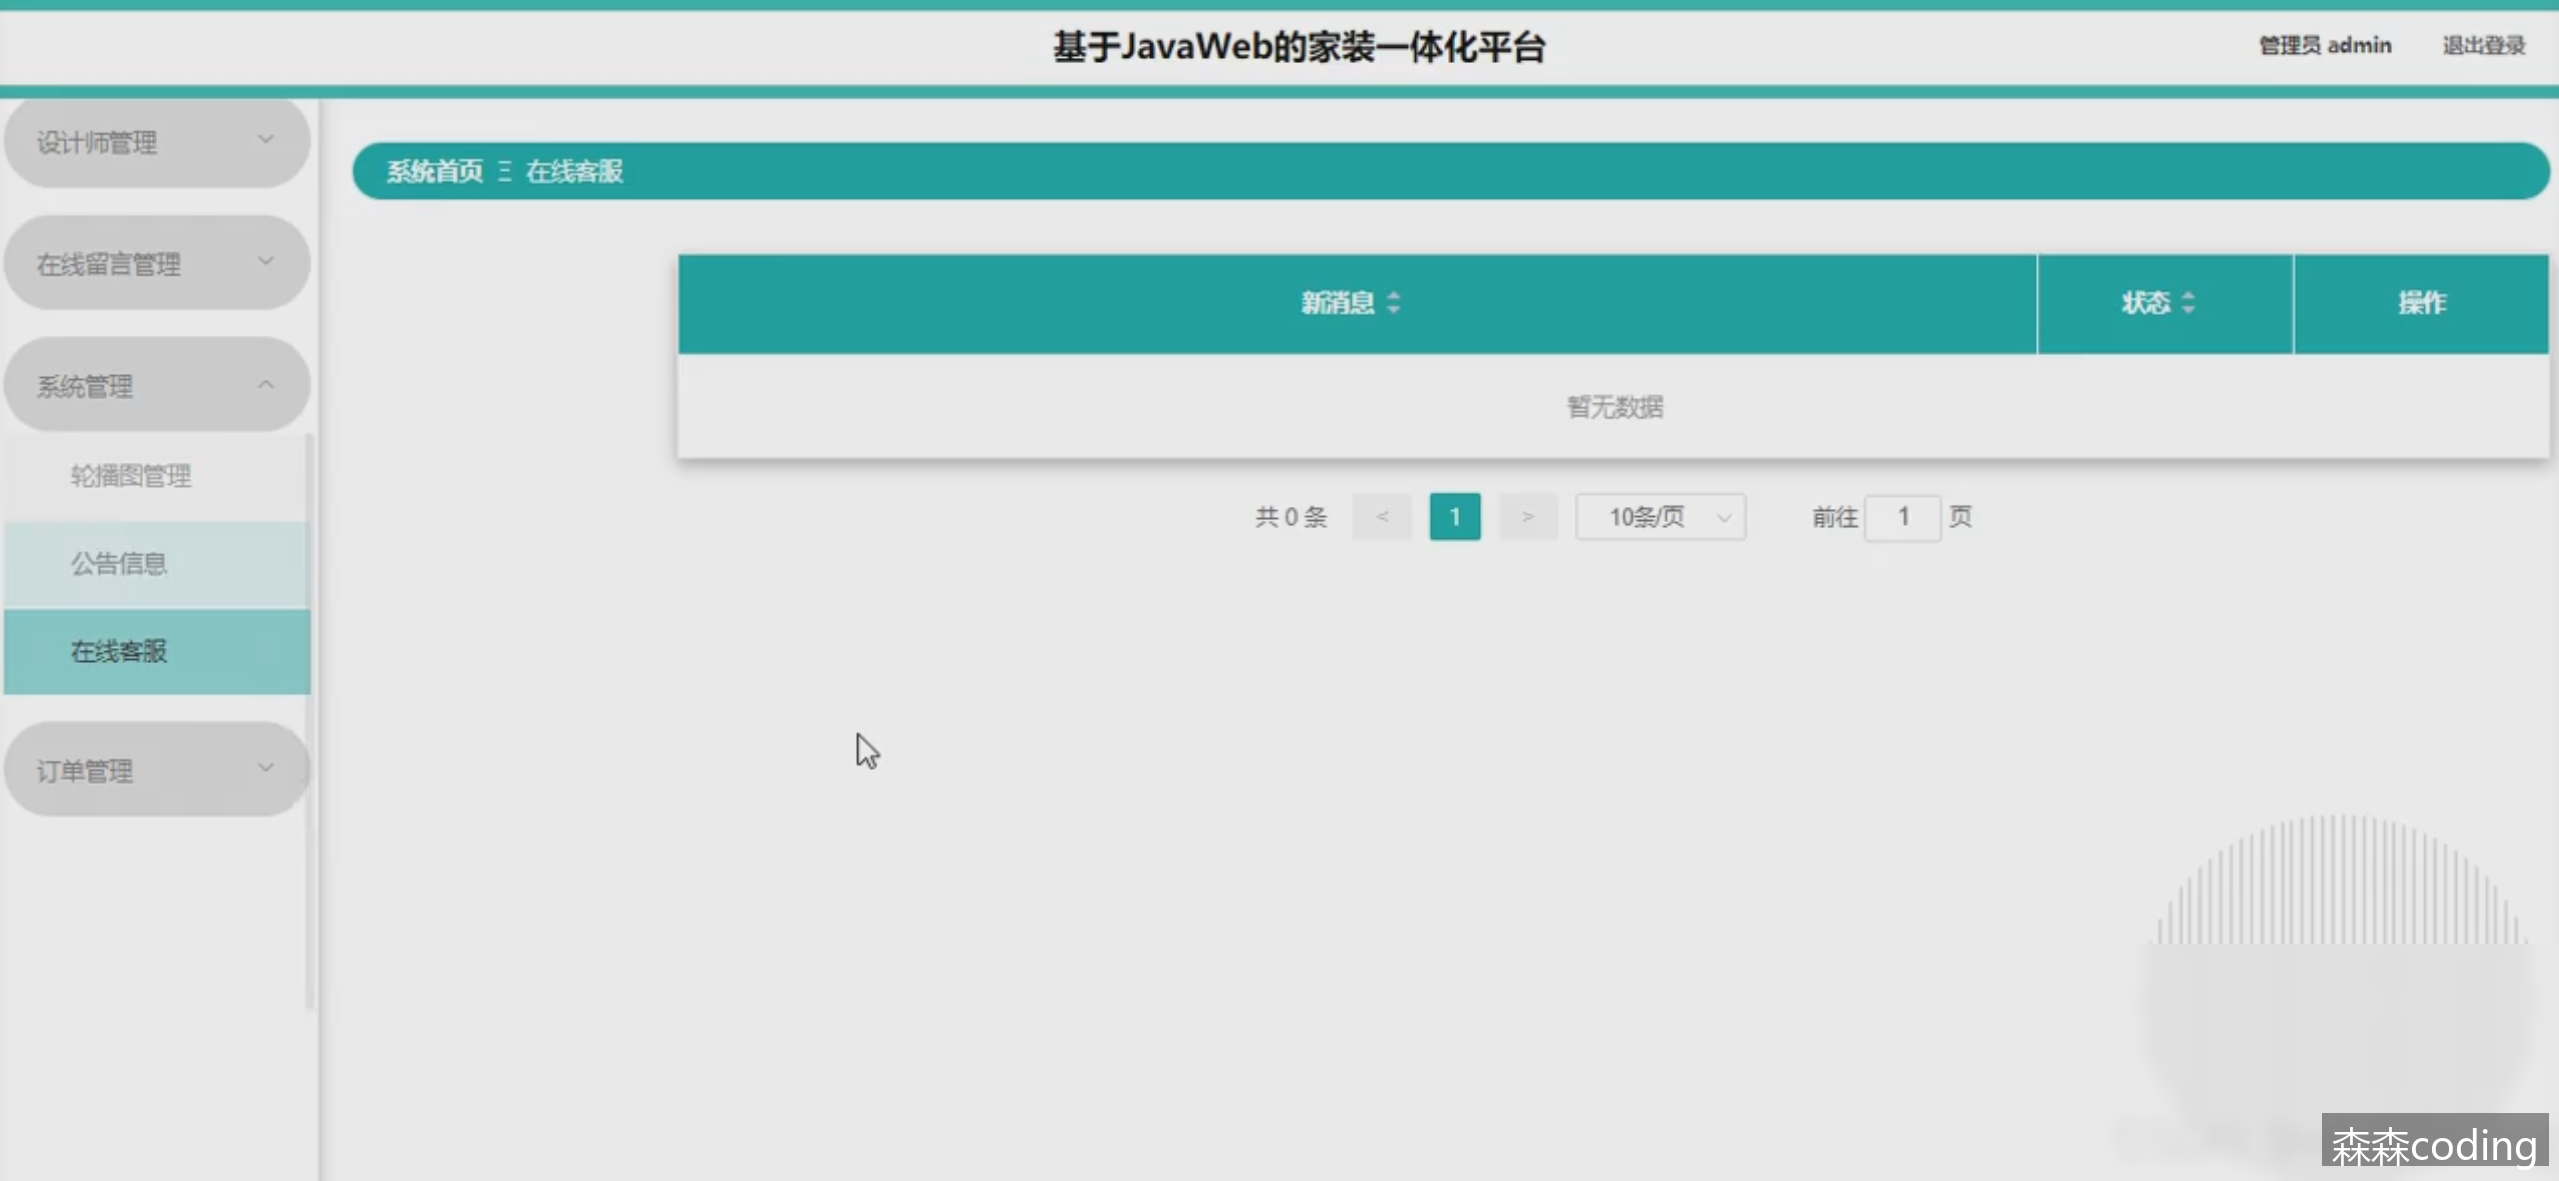 基于JavaWeb的家装一体化平台
管理员 admin
退出登录
设计师管理
在线留言管理
系统管理
轮播图管理
公告信息
在线客服
订单管理
系统首页 Ξ 在线客服
新消息 状态 操作
暂无数据
共 0 条 < 1 > 10条/页 前往 1 页
森森coding